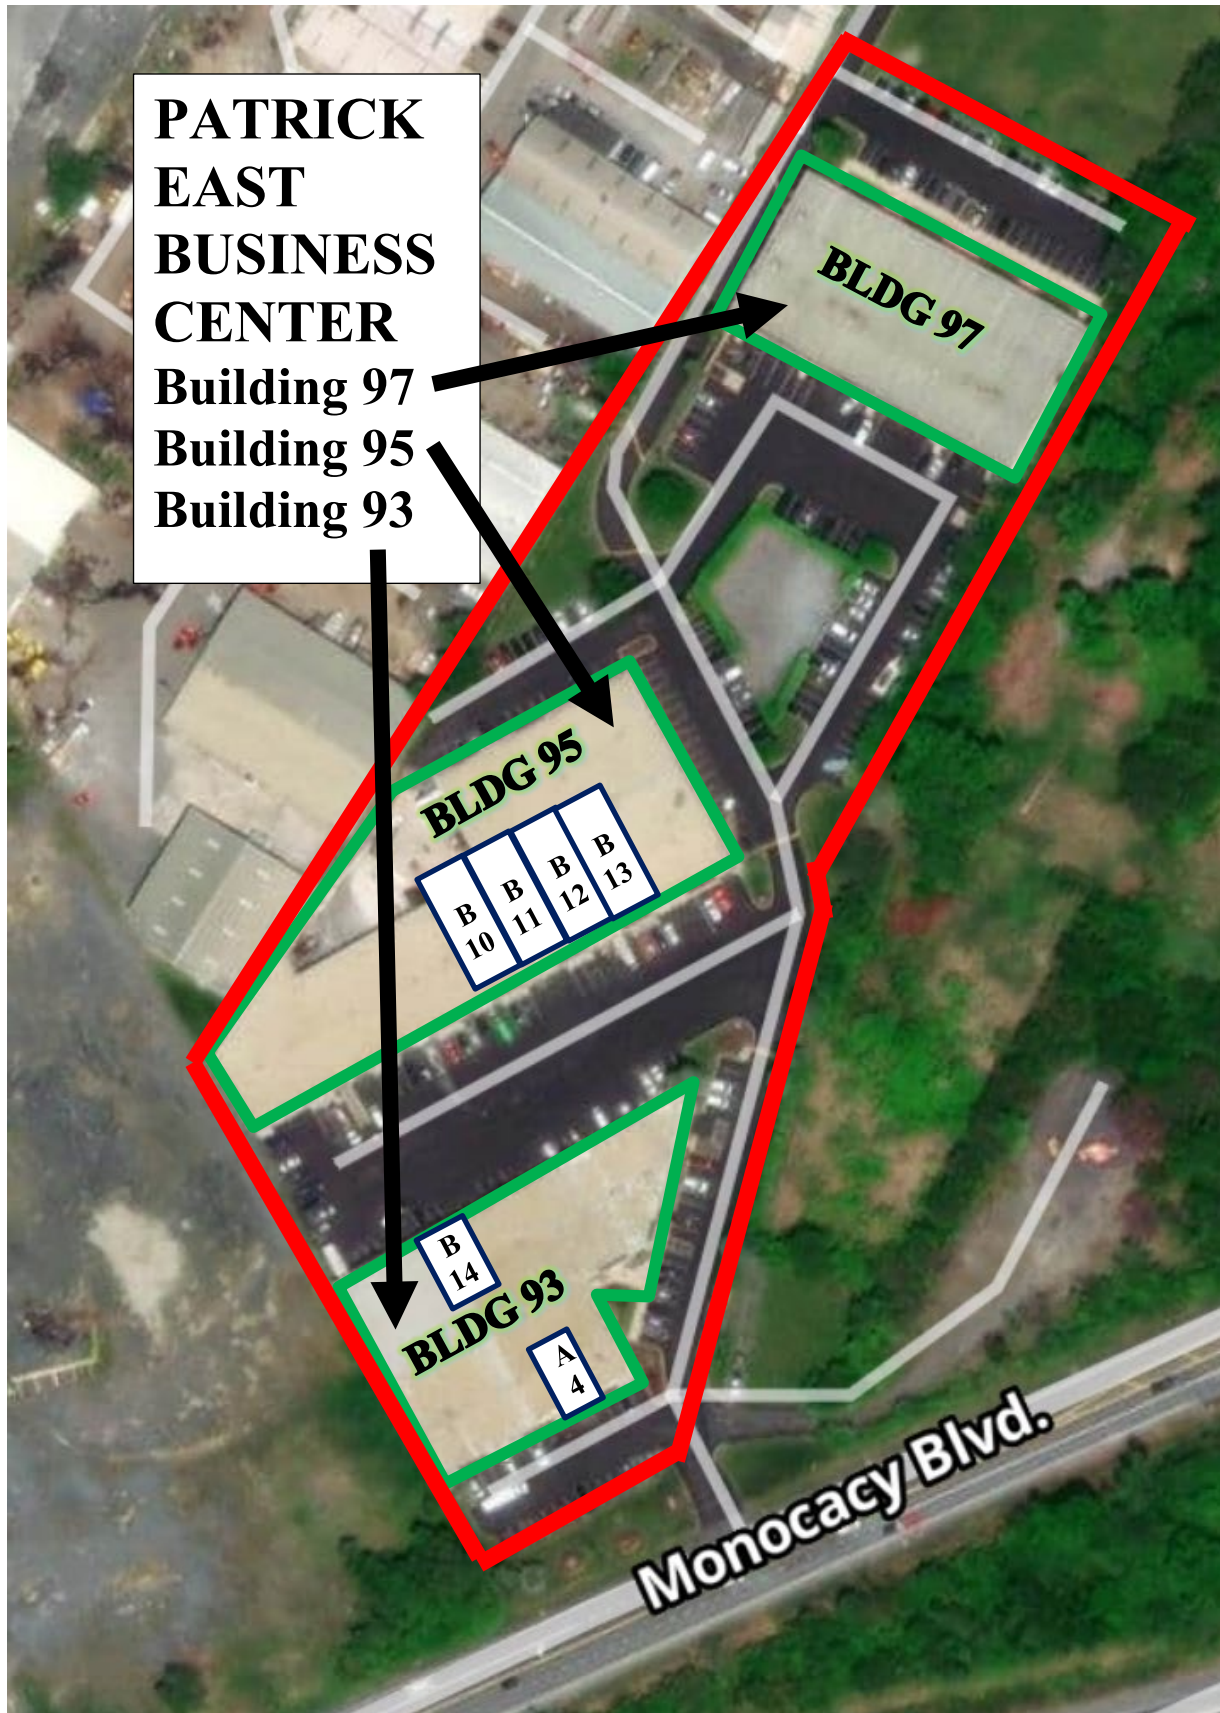 PATRICK
EAST
BUSINESS
CENTER
Building 97
Building 95
Building 93
BLDG 97
BLDG 95
B
10
B
11
B
12
B
13
B
14
BLDG 93
A
4
Monocacy Blvd.